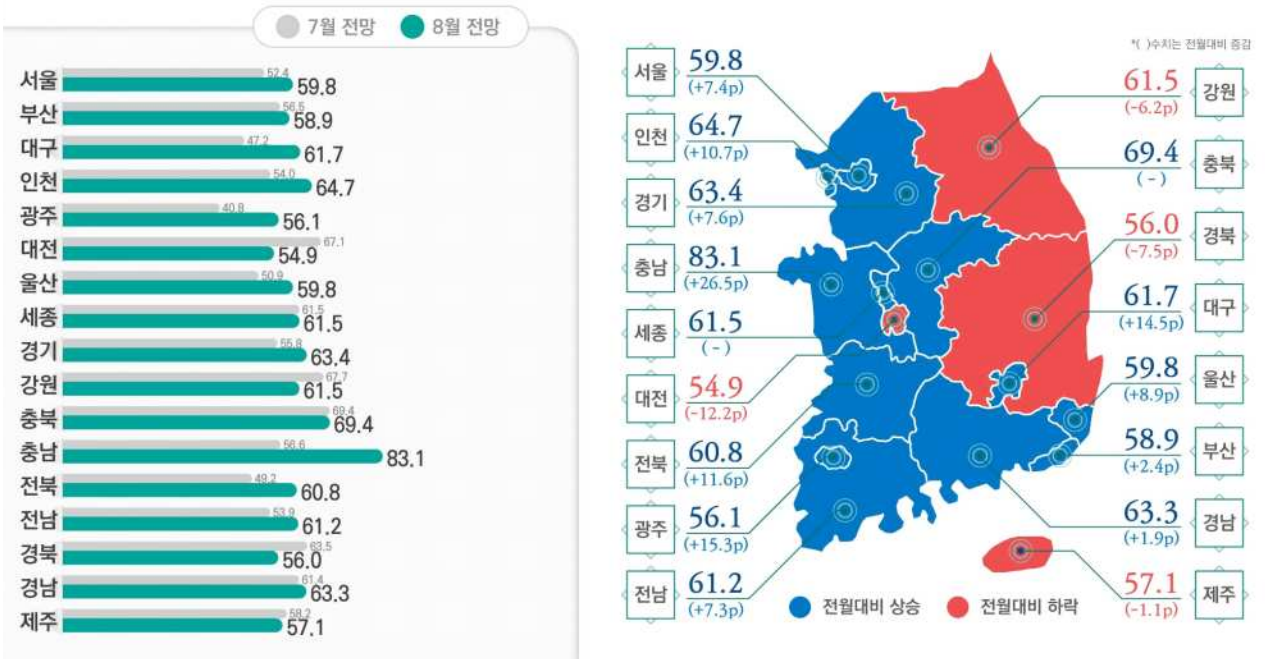 7월 전망 8월 전망
서울 52.4 59.8
부산 56.5 58.9
대구 47.2 61.7
인천 54.0 64.7
광주 40.8 56.1
대전 67.1 54.9
울산 50.9 59.8
세종 61.5 61.5
경기 55.8 63.4
강원 67.7 61.5
충북 69.4 69.4
충남 56.6 83.1
전북 49.2 60.8
전남 53.9 61.2
경북 63.5 56.0
경남 61.4 63.3
제주 58.2 57.1
*( )수치는 전월대비 증감
서울 59.8
(+7.4p)
인천 64.7
(+10.7p)
경기 63.4
(+7.6p)
충남 83.1
(+26.5p)
세종 61.5
(-)
대전 54.9
(-12.2p)
전북 60.8
(+11.6p)
광주 56.1
(+15.3p)
전남 61.2
(+7.3p)
61.5 강원
(-6.2p)
69.4 충북
(-)
56.0 경북
(-7.5p)
61.7 대구
(+14.5p)
59.8 울산
(+8.9p)
58.9 부산
(+2.4p)
63.3 경남
(+1.9p)
57.1 제주
(-1.1p)
전월대비 상승 전월대비 하락